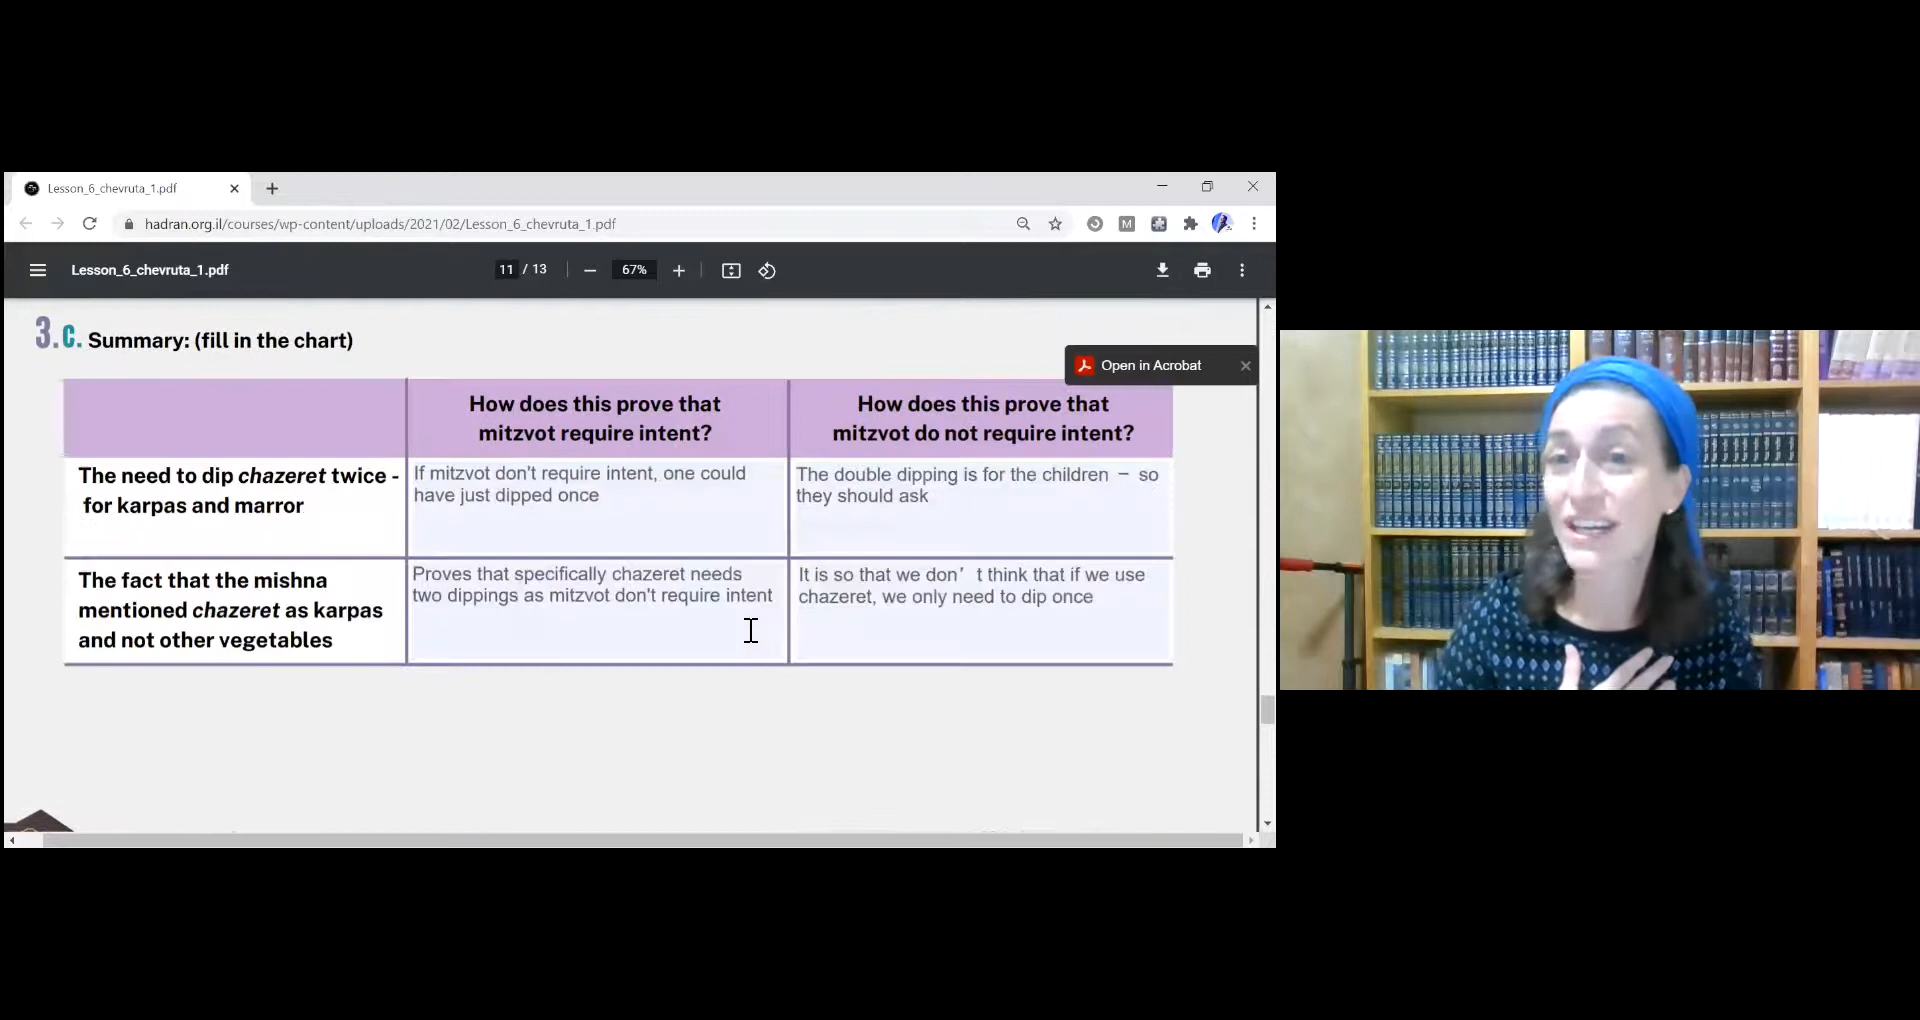 Lesson_6_chevruta_1.pdf
hadran.org.il/courses/wp-content/uploads/2021/02/Lesson_6_chevruta_1.pdf
M
Lesson_6_chevruta_1.pdf
11 / 13
67%
3.c. Summary: (fill in the chart)
Open in Acrobat
How does this prove that
mitzvot require intent?
How does this prove that
mitzvot do not require intent?
The need to dip chazeret twice -
for karpas and marror
If mitzvot don't require intent, one could
have just dipped once
The double dipping is for the children – so
they should ask
The fact that the mishna
mentioned chazeret as karpas
and not other vegetables
Proves that specifically chazeret needs
two dippings as mitzvot don't require intent
It is so that we don’ t think that if we use
chazeret, we only need to dip once